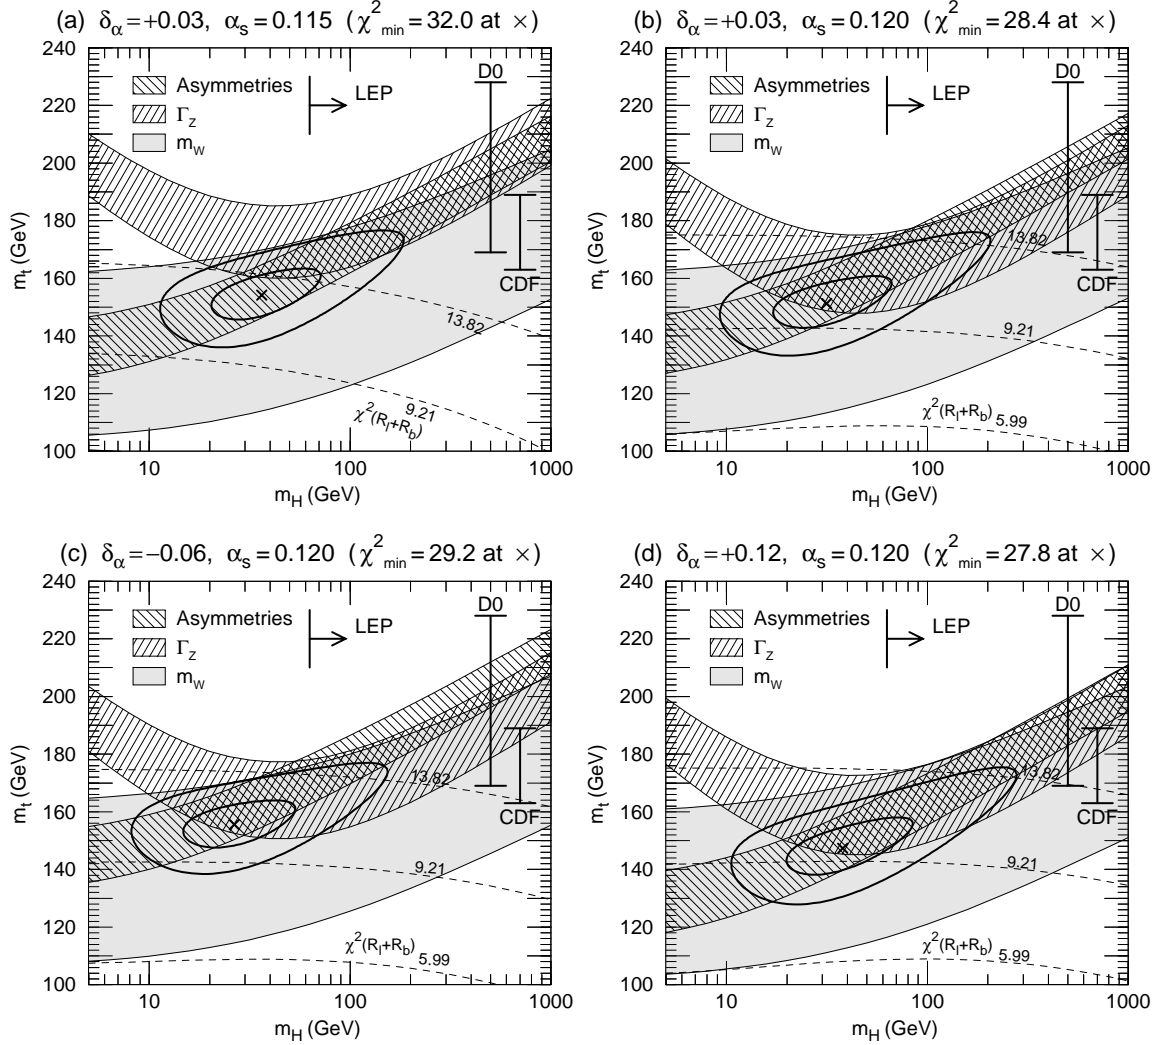 (a) δα=+0.03, αs=0.115 (χ²min=32.0 at ×)
240
220
200
180
160
140
120
100
mt (GeV)
Asymmetries
ΓZ
mW
LEP
D0
CDF
13.82
9.21
χ²(Rl+Rb)
10
100
1000
mH (GeV)
(b) δα=+0.03, αs=0.120 (χ²min=28.4 at ×)
240
220
200
180
160
140
120
100
mt (GeV)
Asymmetries
ΓZ
mW
LEP
D0
13.82
CDF
9.21
χ²(Rl+Rb) 5.99
10
100
1000
mH (GeV)
(c) δα=−0.06, αs=0.120 (χ²min=29.2 at ×)
240
220
200
180
160
140
120
100
mt (GeV)
Asymmetries
ΓZ
mW
LEP
D0
13.82
CDF
9.21
χ²(Rl+Rb) 5.99
10
100
1000
mH (GeV)
(d) δα=+0.12, αs=0.120 (χ²min=27.8 at ×)
240
220
200
180
160
140
120
100
mt (GeV)
Asymmetries
ΓZ
mW
LEP
D0
13.82
CDF
9.21
χ²(Rl+Rb) 5.99
10
100
1000
mH (GeV)